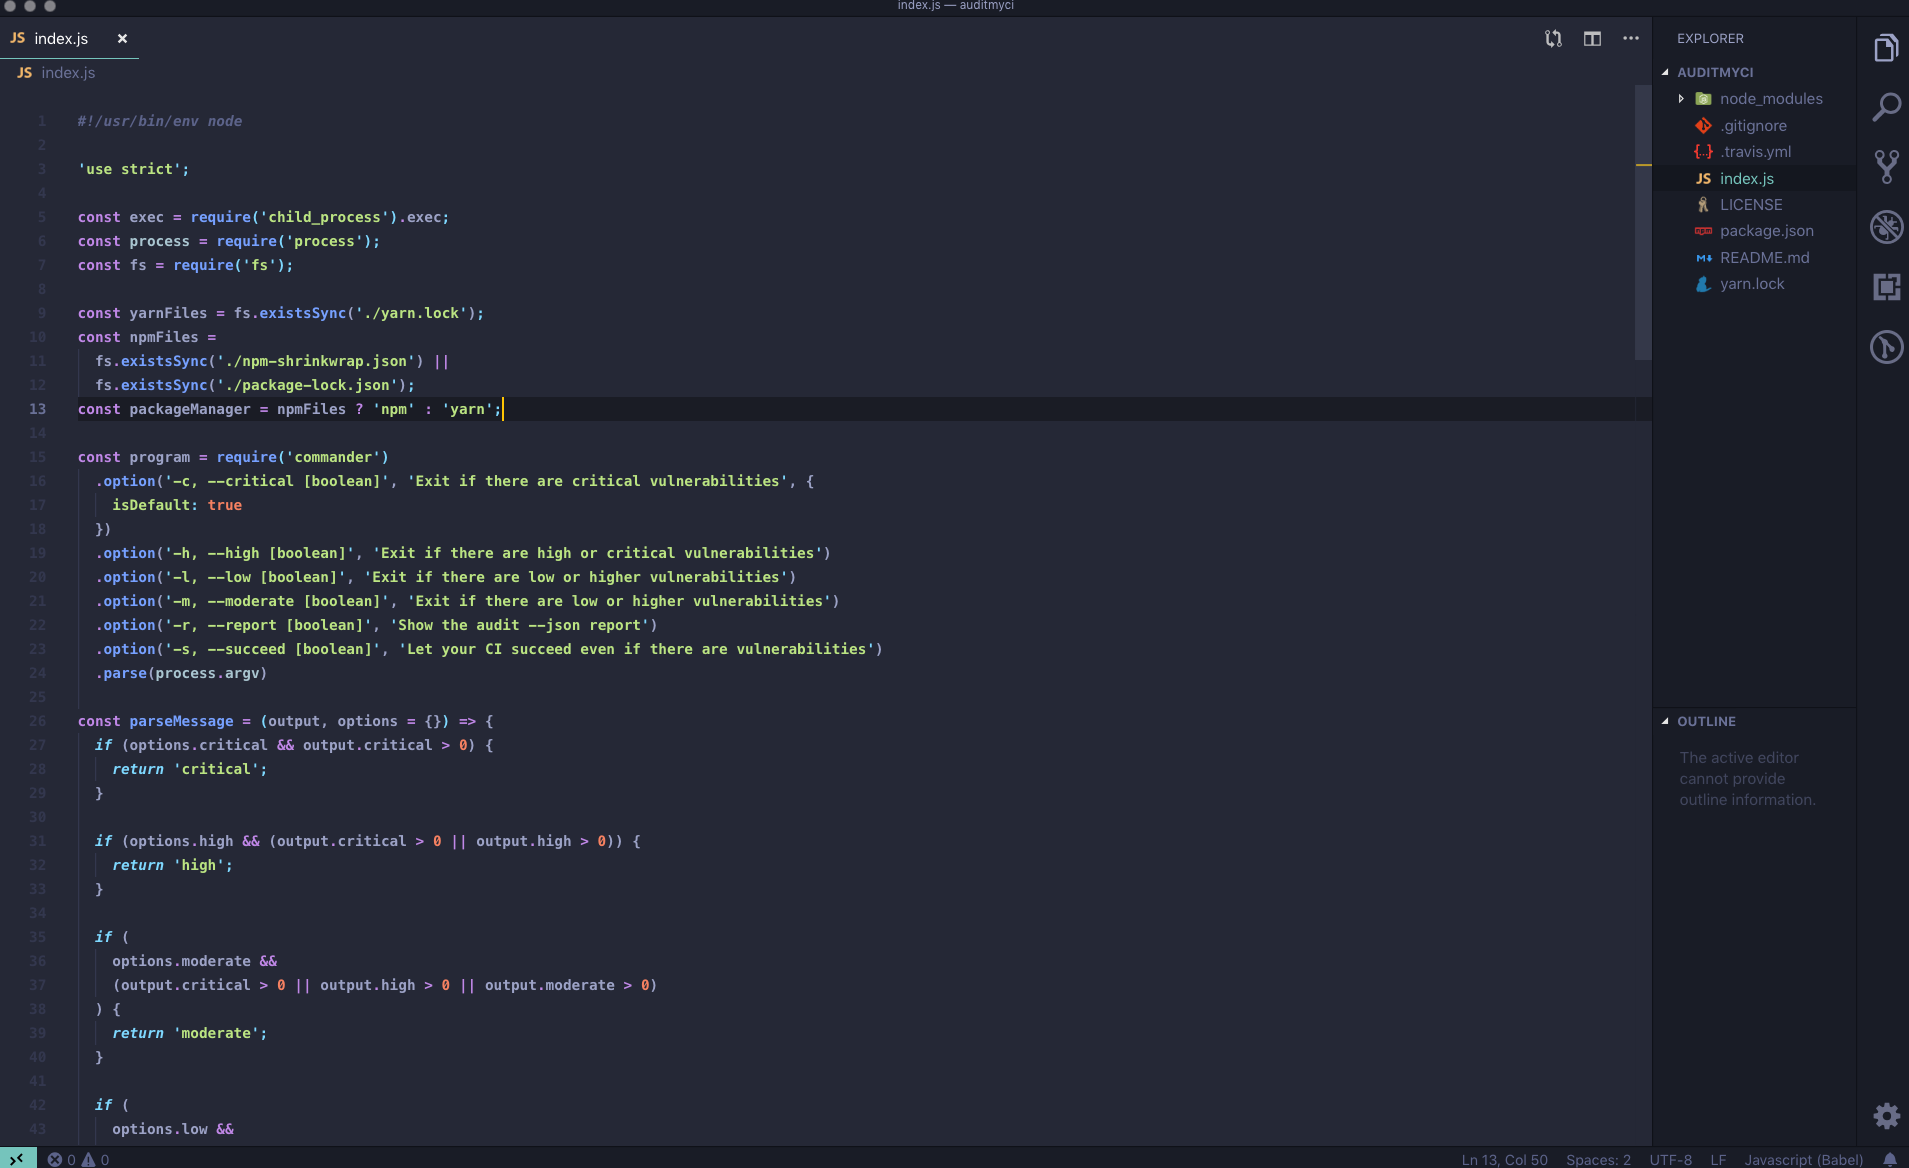 index.js — auditmyci
JS index.js
JS index.js
1 #!/usr/bin/env node
2
3 'use strict';
4
5 const exec = require('child_process').exec;
6 const process = require('process');
7 const fs = require('fs');
8
9 const yarnFiles = fs.existsSync('./yarn.lock');
10 const npmFiles =
11 fs.existsSync('./npm-shrinkwrap.json') ||
12 fs.existsSync('./package-lock.json');
13 const packageManager = npmFiles ? 'npm' : 'yarn';
14
15 const program = require('commander')
16 .option('-c, --critical [boolean]', 'Exit if there are critical vulnerabilities', {
17 isDefault: true
18 })
19 .option('-h, --high [boolean]', 'Exit if there are high or critical vulnerabilities')
20 .option('-l, --low [boolean]', 'Exit if there are low or higher vulnerabilities')
21 .option('-m, --moderate [boolean]', 'Exit if there are low or higher vulnerabilities')
22 .option('-r, --report [boolean]', 'Show the audit --json report')
23 .option('-s, --succeed [boolean]', 'Let your CI succeed even if there are vulnerabilities')
24 .parse(process.argv)
25
26 const parseMessage = (output, options = {}) => {
27 if (options.critical && output.critical > 0) {
28 return 'critical';
29 }
30
31 if (options.high && (output.critical > 0 || output.high > 0)) {
32 return 'high';
33 }
34
35 if (
36 options.moderate &&
37 (output.critical > 0 || output.high > 0 || output.moderate > 0)
38 ) {
39 return 'moderate';
40 }
41
42 if (
43 options.low &&
EXPLORER
AUDITMYCI
node_modules
.gitignore
{...} .travis.yml
JS index.js
LICENSE
npm package.json
README.md
yarn.lock
OUTLINE
The active editor
cannot provide
outline information.
0 0
Ln 13, Col 50 Spaces: 2 UTF-8 LF Javascript (Babel)